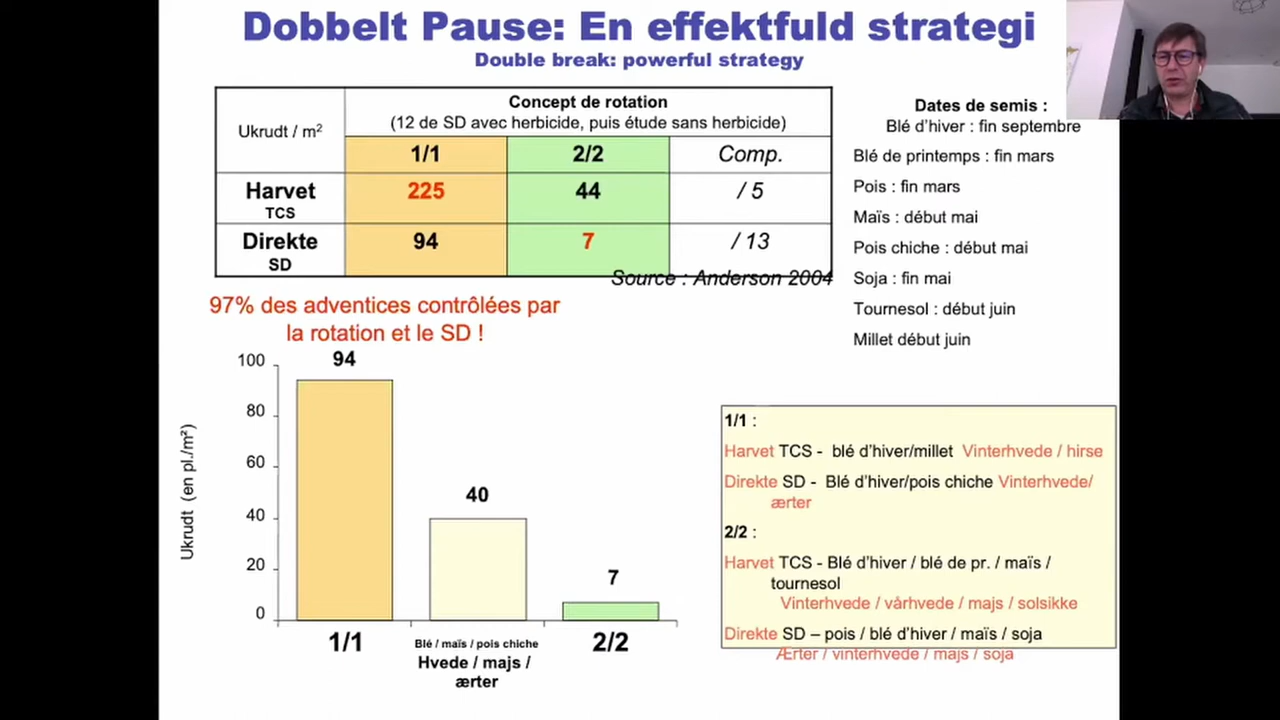 Dobbelt Pause: En effektfuld strategi
Double break: powerful strategy
Ukrudt / m²
Concept de rotation
(12 de SD avec herbicide, puis étude sans herbicide)
1/1 2/2 Comp.
Harvet 225 44 / 5
TCS
Direkte 94 7 / 13
SD
Source : Anderson 2004
Dates de semis :
Blé d'hiver : fin septembre
Blé de printemps : fin mars
Pois : fin mars
Maïs : début mai
Pois chiche : début mai
Soja : fin mai
Tournesol : début juin
Millet début juin
97% des adventices contrôlées par
la rotation et le SD !
Ukrudt (en pl./m²)
100
80
60
40
20
0
94
40
7
1/1
Blé / maïs / pois chiche
Hvede / majs /
ærter
2/2
1/1 :
Harvet TCS - blé d'hiver/millet Vinterhvede / hirse
Direkte SD - Blé d'hiver/pois chiche Vinterhvede/
ærter
2/2 :
Harvet TCS - Blé d'hiver / blé de pr. / maïs /
tournesol
Vinterhvede / vårhvede / majs / solsikke
Direkte SD – pois / blé d'hiver / maïs / soja
Ærter / vinterhvede / majs / soja